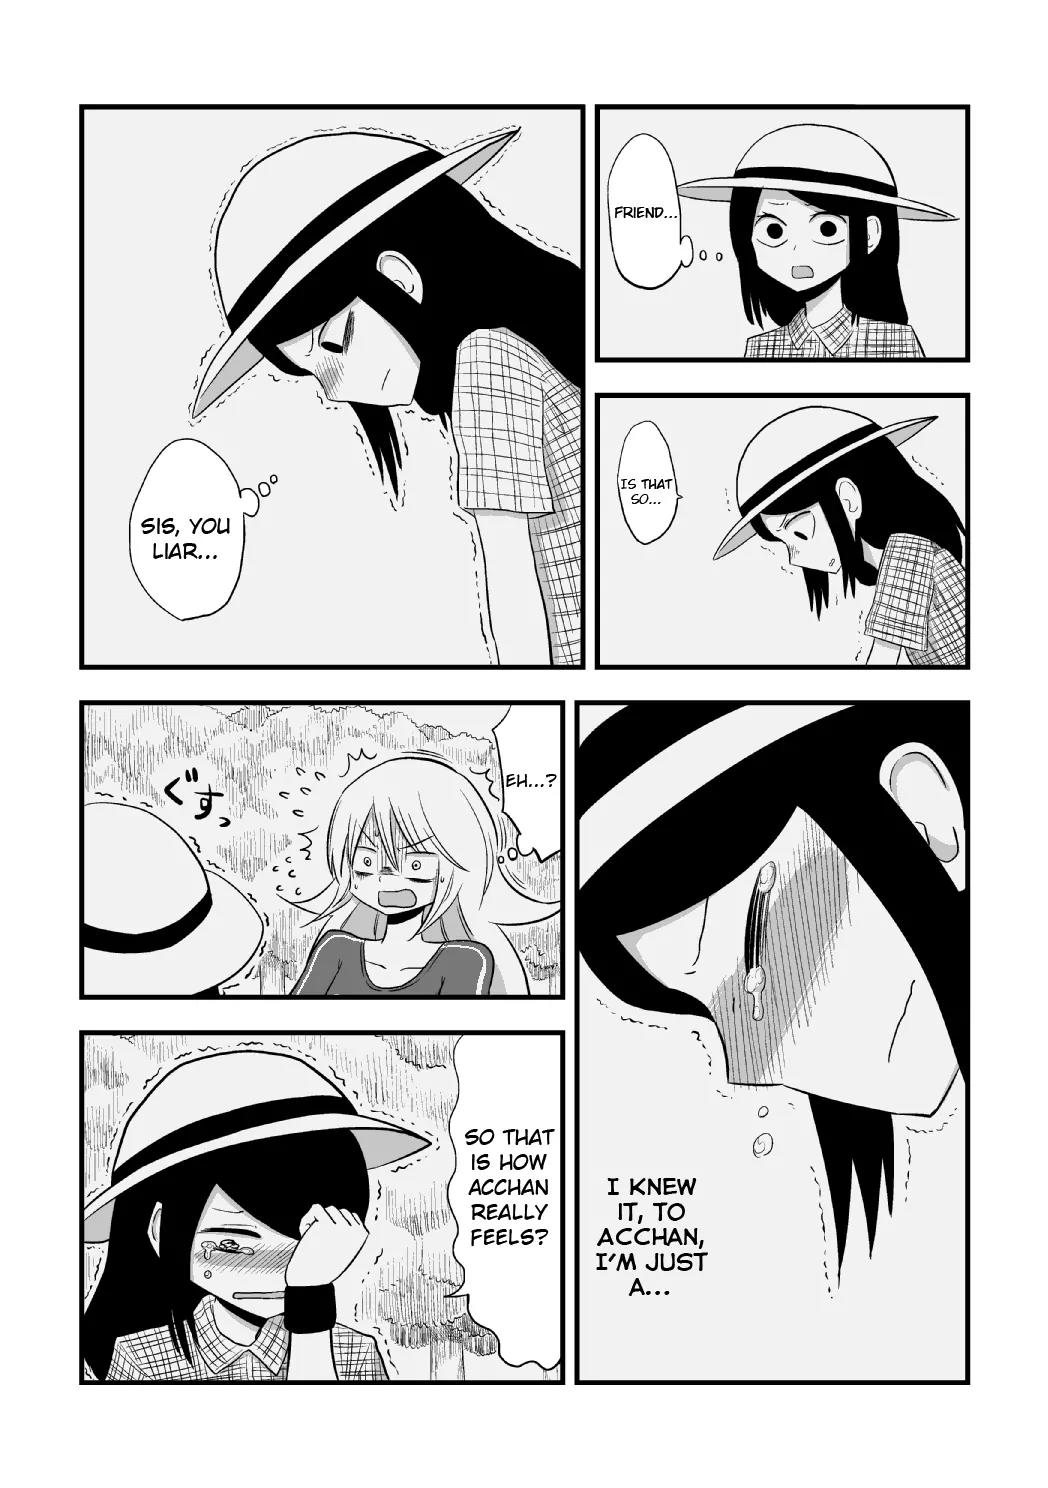 FRIEND...
IS THAT
SO...
SIS, YOU
LIAR...
I KNEW
IT, TO
ACCHAN,
I'M JUST
A...
EH...?
ぐすっ
SO THAT
IS HOW
ACCHAN
REALLY
FEELS?